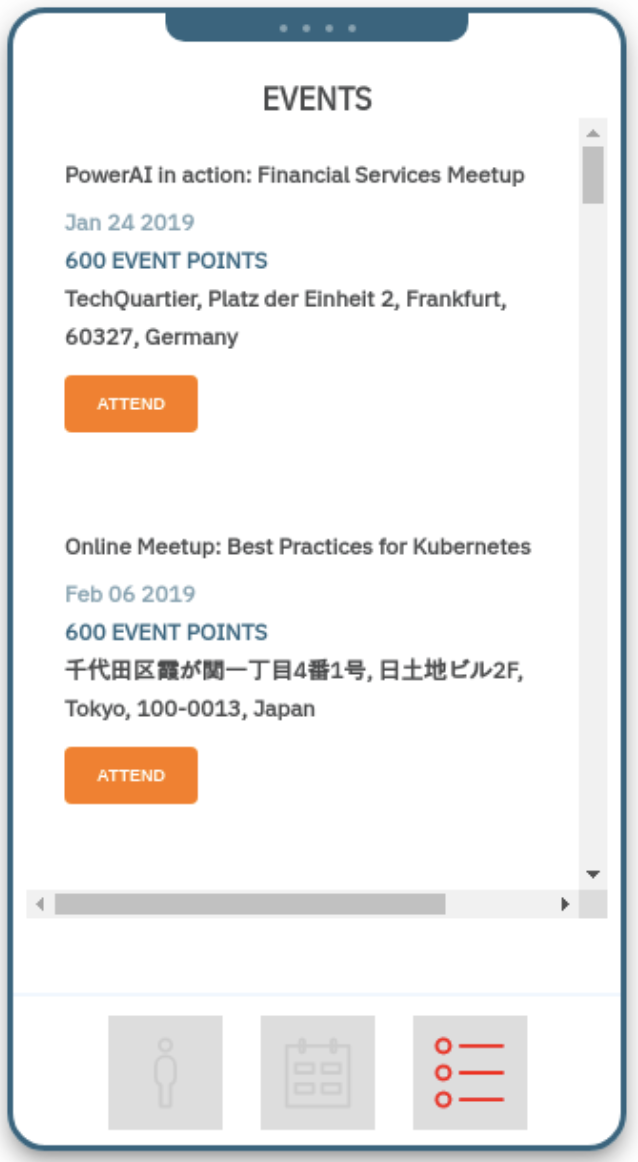 EVENTS
PowerAI in action: Financial Services Meetup
Jan 24 2019
600 EVENT POINTS
TechQuartier, Platz der Einheit 2, Frankfurt,
60327, Germany
ATTEND
Online Meetup: Best Practices for Kubernetes
Feb 06 2019
600 EVENT POINTS
千代田区霞が関一丁目4番1号, 日土地ビル2F,
Tokyo, 100-0013, Japan
ATTEND